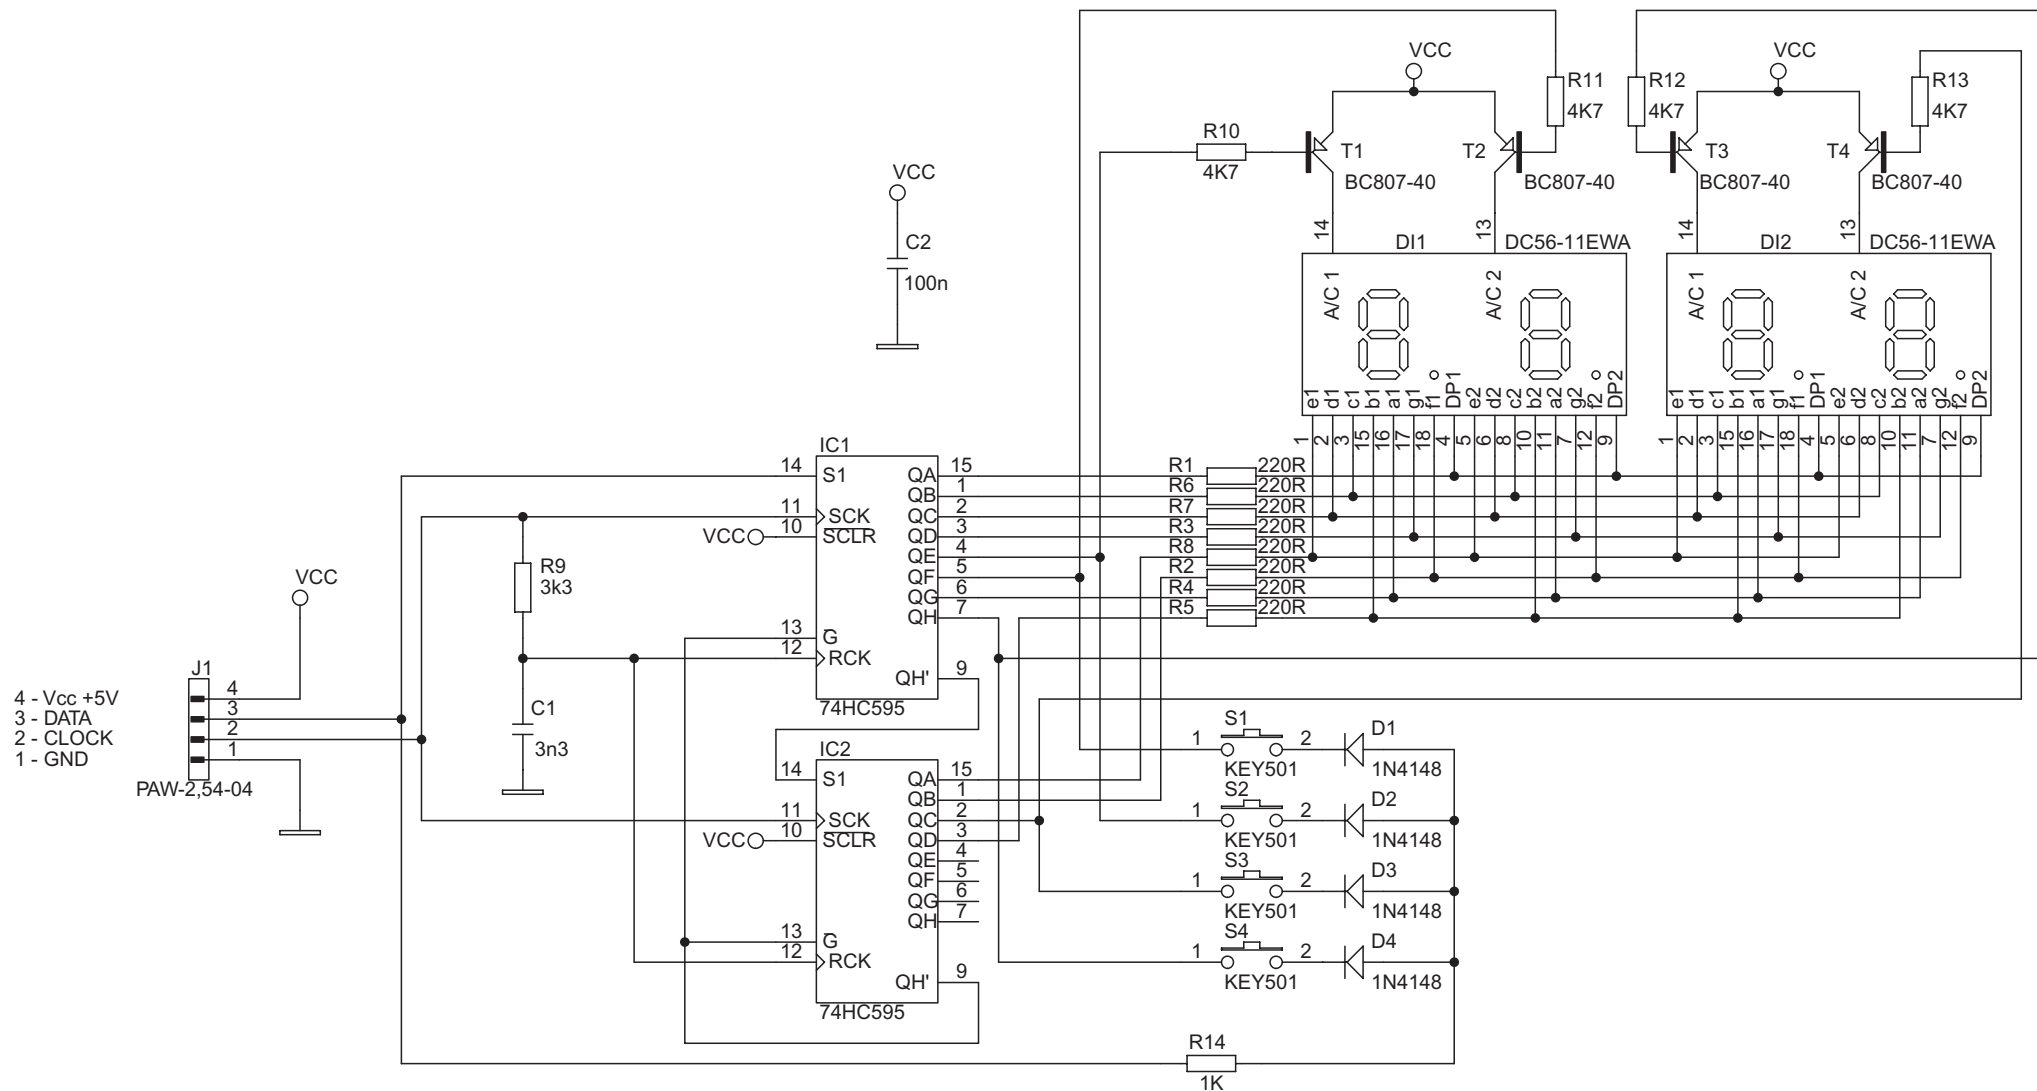 VCC
VCC
R11
4K7
R12
4K7
R13
4K7
R10
4K7
T1
BC807-40
T2
BC807-40
T3
BC807-40
T4
BC807-40
VCC
C2
100n
14
DI1
13
DC56-11EWA
14
DI2
13
DC56-11EWA
A/C 1
A/C 2
A/C 1
A/C 2
e1 d1 c1 b1 a1 g1 f1 DP1 e2 d2 c2 b2 a2 g2 f2 DP2
e1 d1 c1 b1 a1 g1 f1 DP1 e2 d2 c2 b2 a2 g2 f2 DP2
1 2 3 15 16 17 18 4 5 6 8 10 11 7 12 9
1 2 3 15 16 17 18 4 5 6 8 10 11 7 12 9
IC1
14 S1
11 SCK
VCC 10 SCLR
13 G
12 RCK
QA 15
QB 1
QC 2
QD 3
QE 4
QF 5
QG 6
QH 7
QH' 9
74HC595
R1 220R
R6 220R
R7 220R
R3 220R
R8 220R
R2 220R
R4 220R
R5 220R
R9
3k3
C1
3n3
VCC
J1
4 - Vcc +5V
3 - DATA
2 - CLOCK
1 - GND
4
3
2
1
PAW-2,54-04
IC2
14 S1
11 SCK
VCC 10 SCLR
13 G
12 RCK
QA 15
QB 1
QC 2
QD 3
QE 4
QF 5
QG 6
QH 7
QH' 9
74HC595
S1
1 2
KEY501
D1
1N4148
S2
1 2
KEY501
D2
1N4148
S3
1 2
KEY501
D3
1N4148
S4
1 2
KEY501
D4
1N4148
R14
1K